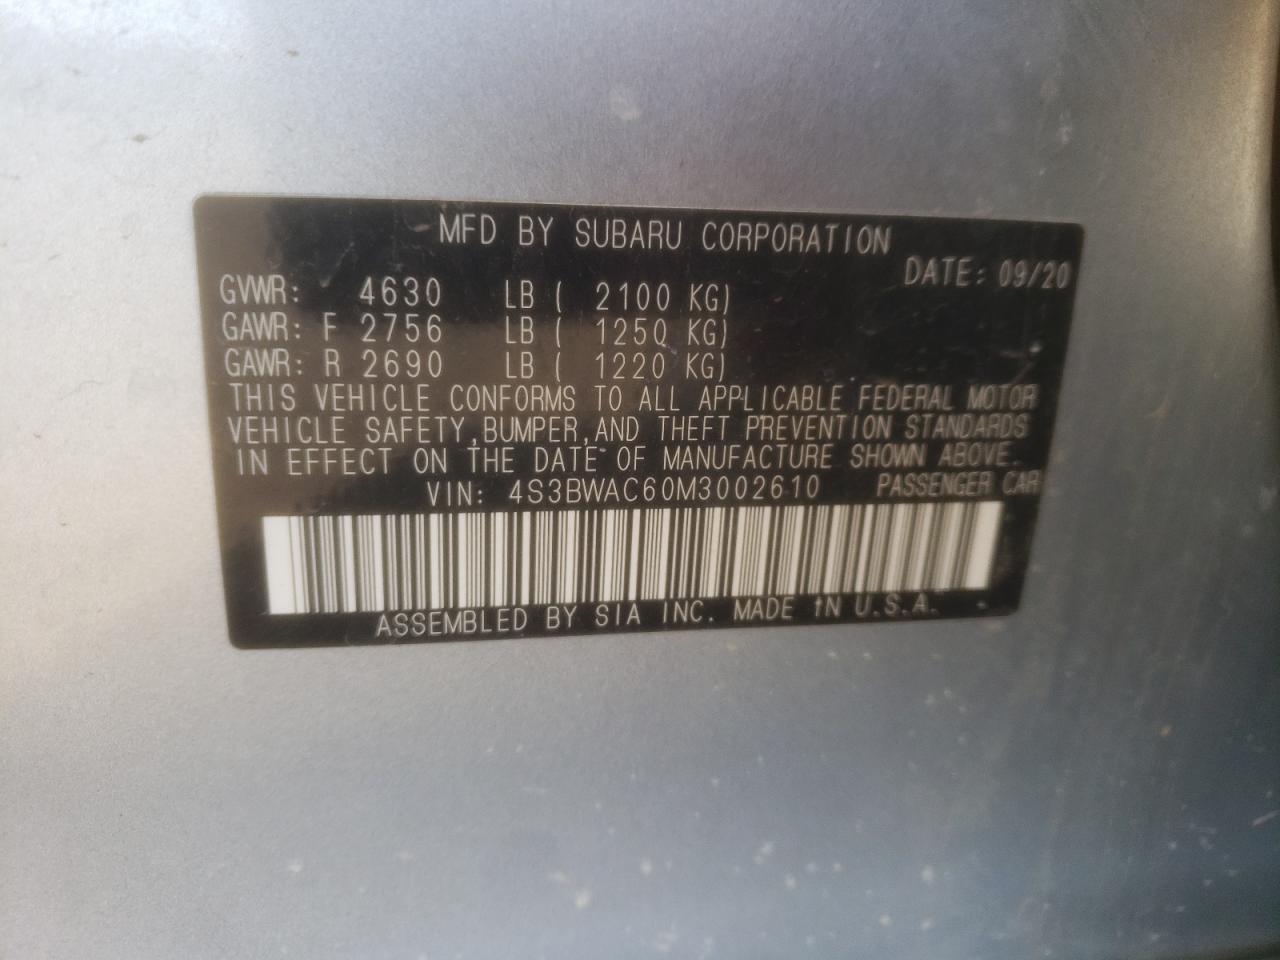 MFD BY SUBARU CORPORATION
DATE: 09/20
GVWR: 4630 LB ( 2100 KG)
GAWR: F 2756 LB ( 1250 KG)
GAWR: R 2690 LB ( 1220 KG)
THIS VEHICLE CONFORMS TO ALL APPLICABLE FEDERAL MOTOR
VEHICLE SAFETY,BUMPER,AND THEFT PREVENTION STANDARDS
IN EFFECT ON THE DATE OF MANUFACTURE SHOWN ABOVE.
VIN: 4S3BWAC60M3002610 PASSENGER CAR
ASSEMBLED BY SIA INC. MADE IN U.S.A.